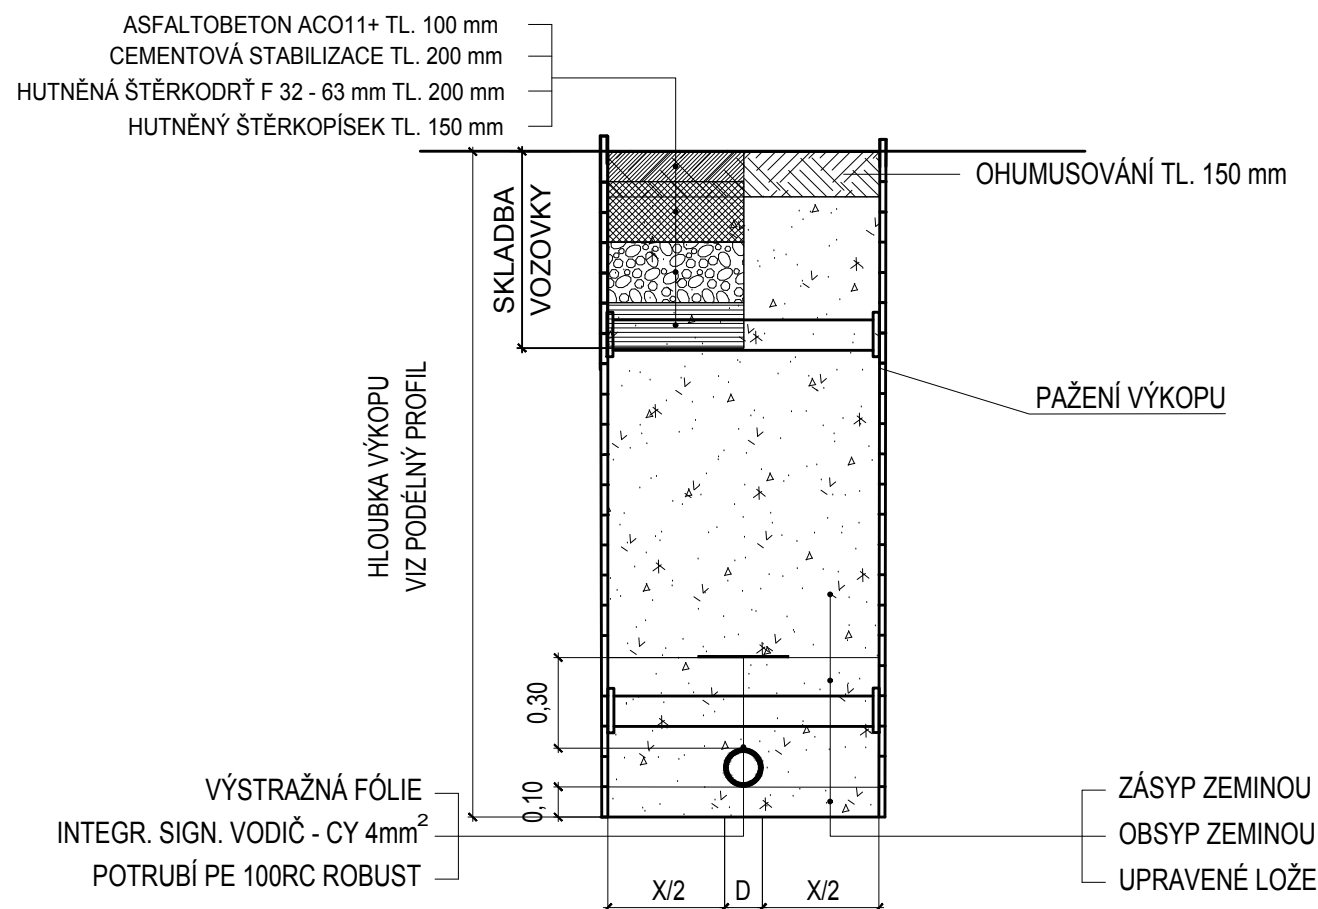 ASFALTOBETON ACO11+ TL. 100 mm
CEMENTOVÁ STABILIZACE TL. 200 mm
HUTNĚNÁ ŠTĚRKODRŤ F 32 - 63 mm TL. 200 mm
HUTNĚNÝ ŠTĚRKOPÍSEK TL. 150 mm
OHUMUSOVÁNÍ TL. 150 mm
SKLADBA
VOZOVKY
PAŽENÍ VÝKOPU
HLOUBKA VÝKOPU
VIZ PODÉLNÝ PROFIL
0,30
0,10
VÝSTRAŽNÁ FÓLIE
INTEGR. SIGN. VODIČ - CY 4mm²
POTRUBÍ PE 100RC ROBUST
ZÁSYP ZEMINOU
OBSYP ZEMINOU
UPRAVENÉ LOŽE
X/2
D
X/2